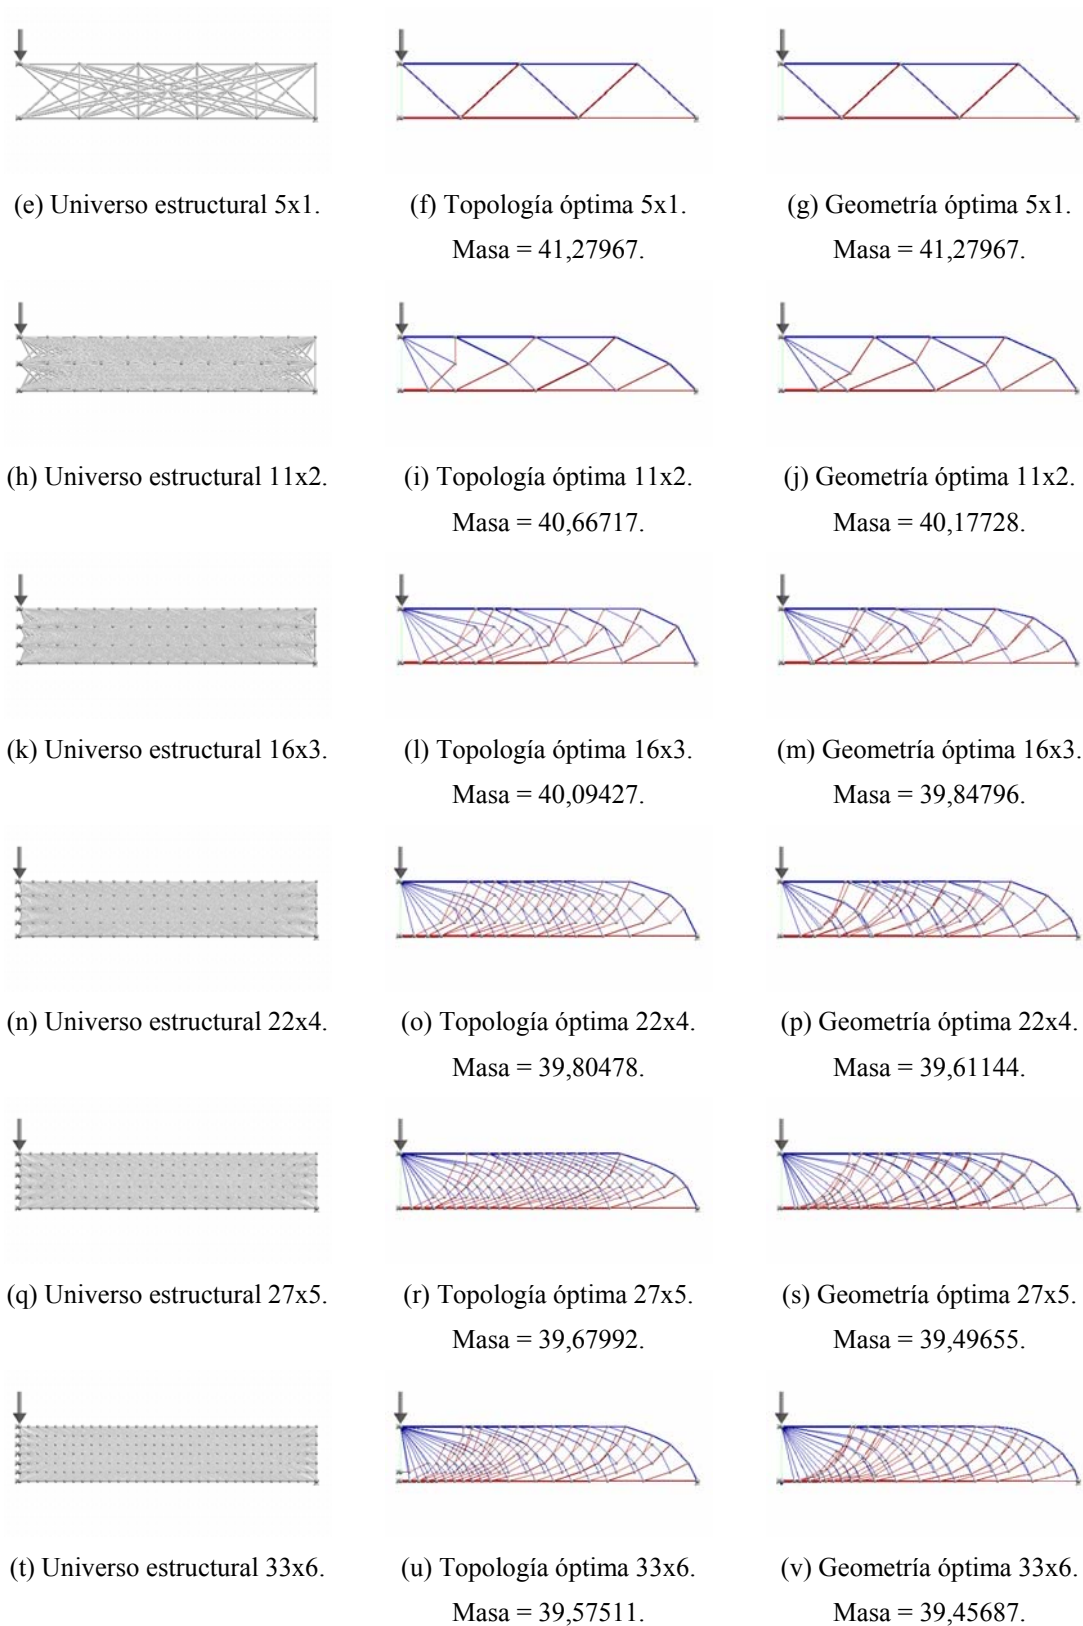 (e) Universo estructural 5x1.
(f) Topología óptima 5x1.
Masa = 41,27967.
(g) Geometría óptima 5x1.
Masa = 41,27967.
(h) Universo estructural 11x2.
(i) Topología óptima 11x2.
Masa = 40,66717.
(j) Geometría óptima 11x2.
Masa = 40,17728.
(k) Universo estructural 16x3.
(l) Topología óptima 16x3.
Masa = 40,09427.
(m) Geometría óptima 16x3.
Masa = 39,84796.
(n) Universo estructural 22x4.
(o) Topología óptima 22x4.
Masa = 39,80478.
(p) Geometría óptima 22x4.
Masa = 39,61144.
(q) Universo estructural 27x5.
(r) Topología óptima 27x5.
Masa = 39,67992.
(s) Geometría óptima 27x5.
Masa = 39,49655.
(t) Universo estructural 33x6.
(u) Topología óptima 33x6.
Masa = 39,57511.
(v) Geometría óptima 33x6.
Masa = 39,45687.